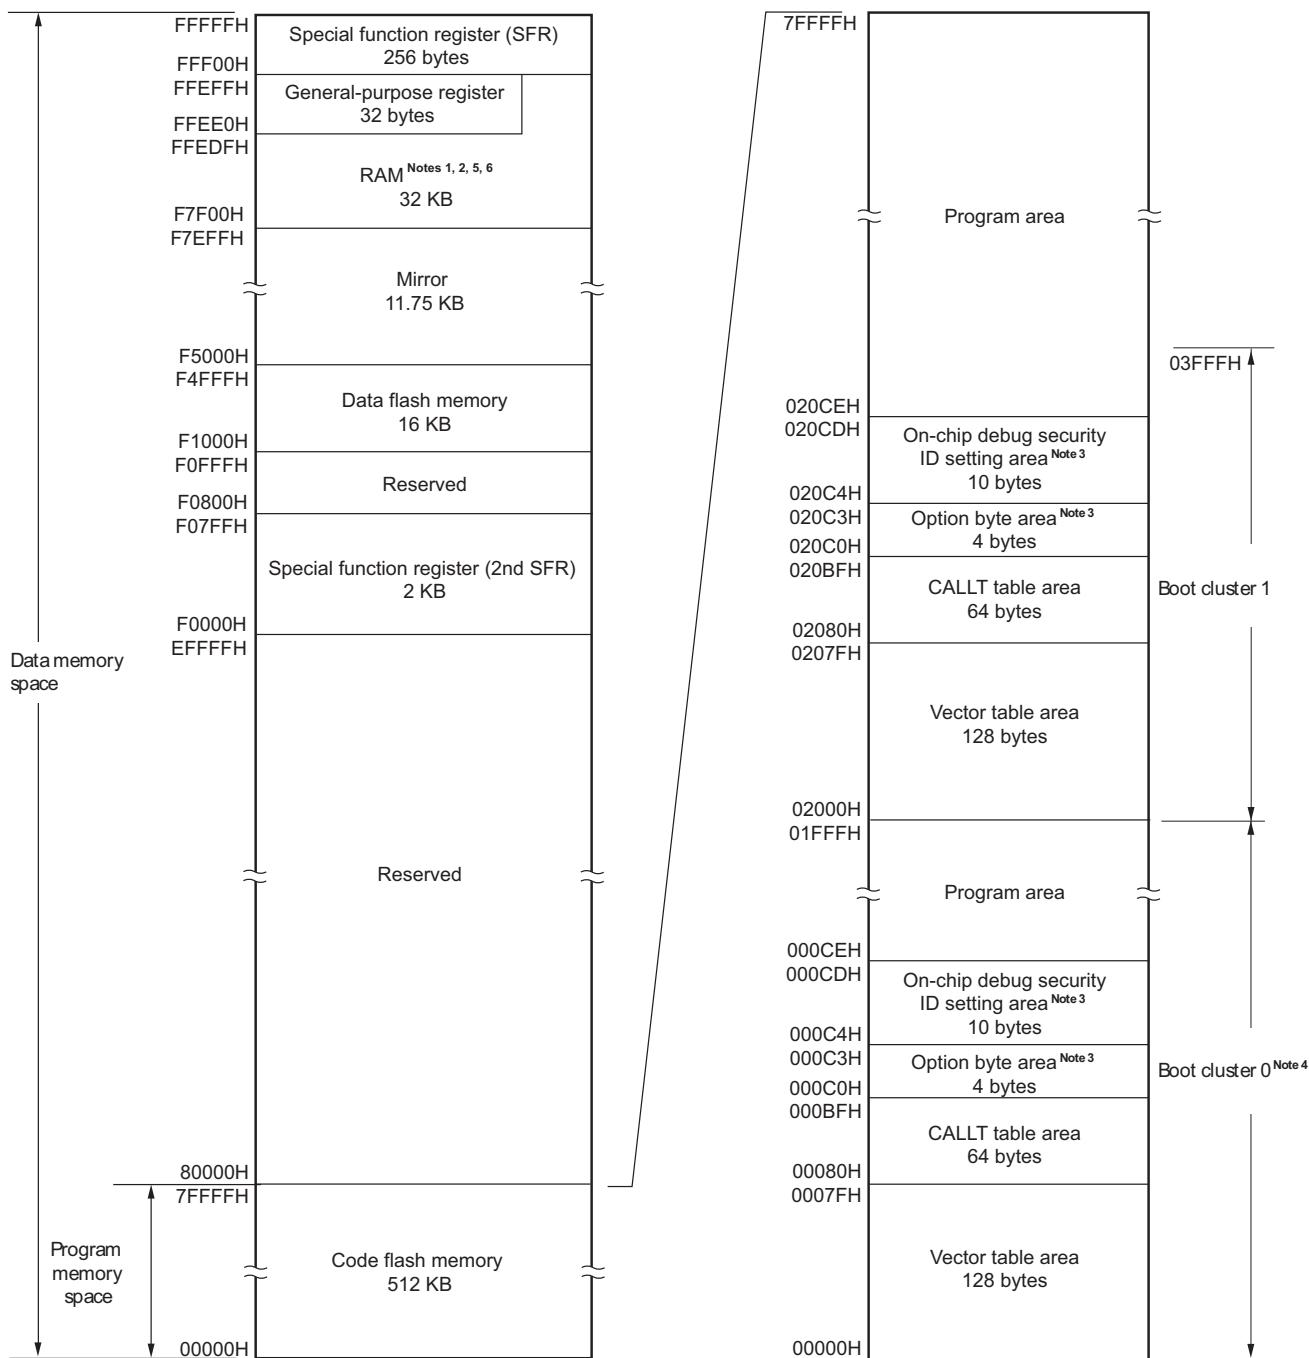 FFFFFH
Special function register (SFR)
256 bytes
FFF00H
FFEFFH
General-purpose register
32 bytes
FFEE0H
FFEDFH
RAM Notes 1, 2, 5, 6
32 KB
F7F00H
F7EFFH
Mirror
11.75 KB
F5000H
F4FFFH
Data flash memory
16 KB
F1000H
F0FFFH
Reserved
F0800H
F07FFH
Special function register (2nd SFR)
2 KB
F0000H
EFFFFH
Data memory
space
Reserved
80000H
7FFFFH
Program
memory
space
Code flash memory
512 KB
00000H
7FFFFH
Program area
03FFFH
020CEH
020CDH
On-chip debug security
ID setting area Note 3
10 bytes
020C4H
020C3H
Option byte area Note 3
4 bytes
020C0H
020BFH
CALLT table area
64 bytes
Boot cluster 1
02080H
0207FH
Vector table area
128 bytes
02000H
01FFFH
Program area
000CEH
000CDH
On-chip debug security
ID setting area Note 3
10 bytes
000C4H
000C3H
Option byte area Note 3
4 bytes
Boot cluster 0 Note 4
000C0H
000BFH
CALLT table area
64 bytes
00080H
0007FH
Vector table area
128 bytes
00000H